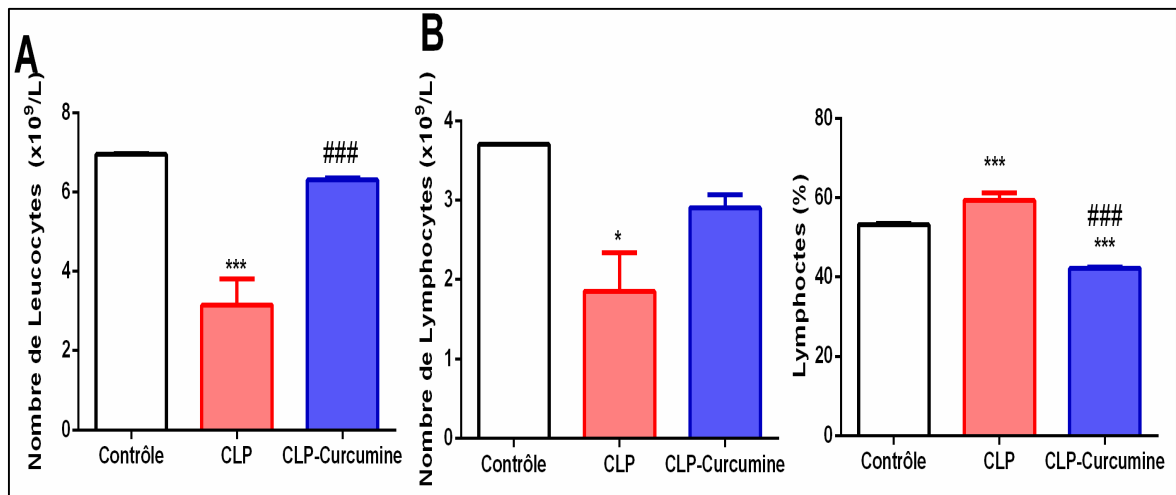 A
Nombre de Leucocytes (x10⁹/L)
8
6
4
2
0
***
###
Contrôle
CLP
CLP-Curcumine
B
Nombre de Lymphocytes (x10⁹/L)
4
3
2
1
0
*
Contrôle
CLP
CLP-Curcumine
Lymphoctes (%)
80
60
40
20
0
***
###
***
Contrôle
CLP
CLP-Curcumine